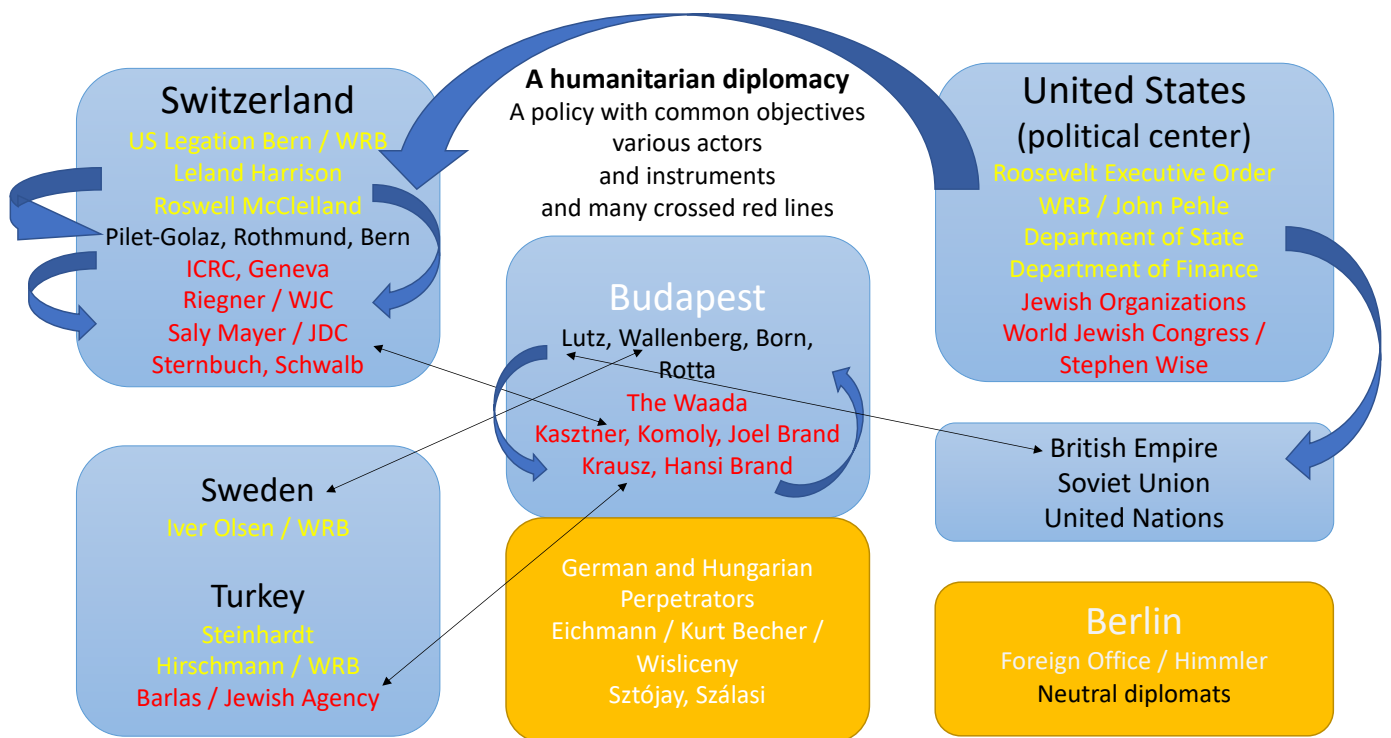 A humanitarian diplomacy
A policy with common objectives
various actors
and instruments
and many crossed red lines
Switzerland
US Legation Bern / WRB
Leland Harrison
Roswell McClelland
Pilet-Golaz, Rothmund, Bern
ICRC, Geneva
Riegner / WJC
Saly Mayer / JDC
Sternbuch, Schwalb
United States
(political center)
Roosevelt Executive Order
WRB / John Pehle
Department of State
Department of Finance
Jewish Organizations
World Jewish Congress /
Stephen Wise
Budapest
Lutz, Wallenberg, Born,
Rotta
The Waada
Kasztner, Komoly, Joel Brand
Krausz, Hansi Brand
British Empire
Soviet Union
United Nations
Sweden
Iver Olsen / WRB
Turkey
Steinhardt
Hirschmann / WRB
Barlas / Jewish Agency
German and Hungarian
Perpetrators
Eichmann / Kurt Becher /
Wisliceny
Sztójay, Szálasi
Berlin
Foreign Office / Himmler
Neutral diplomats